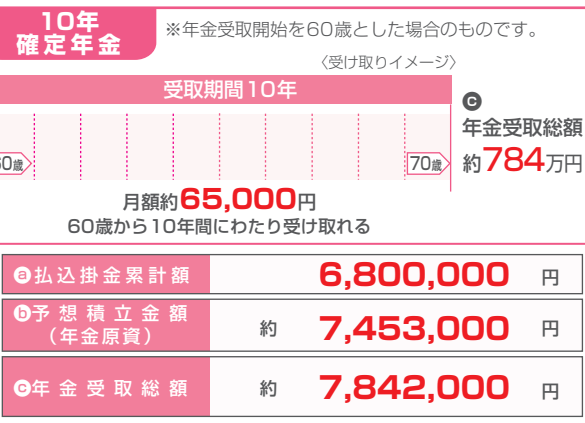 10年
確定年金
※年金受取開始を60歳とした場合のものです。
〈受け取りイメージ〉
受取期間10年
60歳
70歳
ⓒ
年金受取総額
約784万円
月額約65,000円
60歳から10年間にわたり受け取れる
ⓐ払込掛金累計額 6,800,000 円
ⓑ予想積立金額
（年金原資）
約 7,453,000 円
ⓒ年金受取総額 約 7,842,000 円